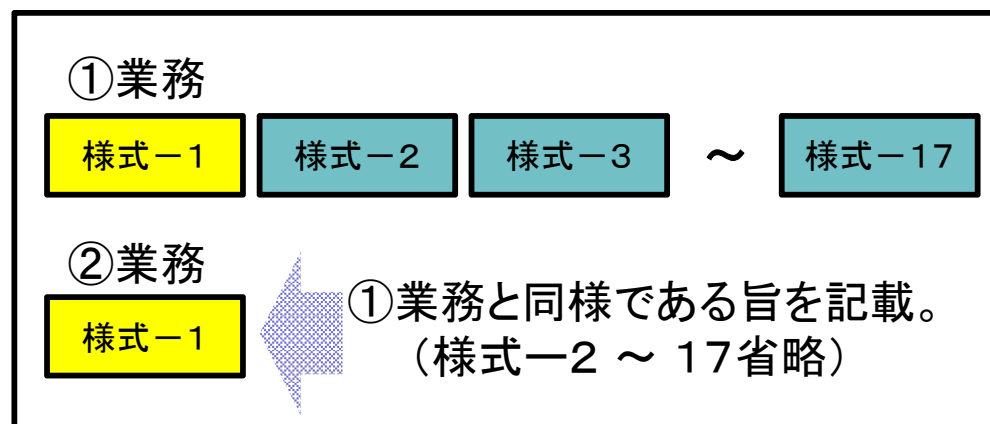 ①業務
様式－1 様式－2 様式－3 ～ 様式－17
②業務
様式－1
①業務と同様である旨を記載。
（様式ー2 ～ 17省略）